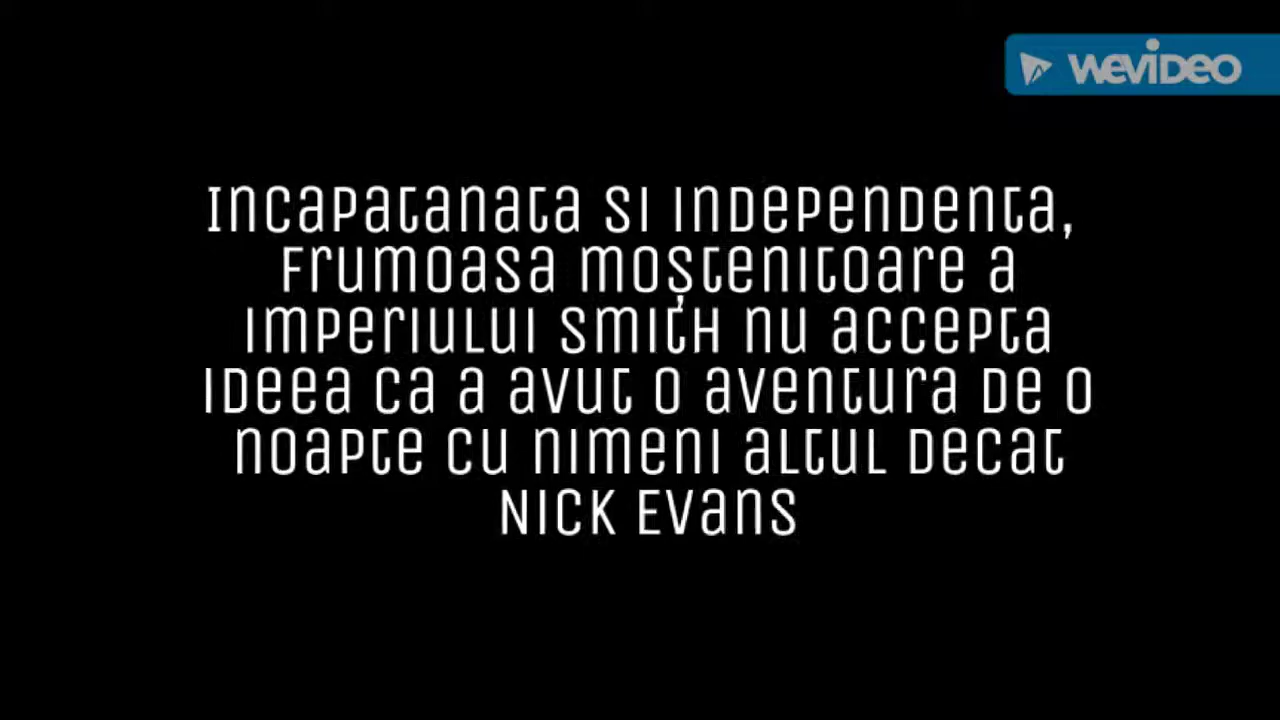 WEVIDEO
Incapatanata si independenta,
frumoasa moștenitoare a
imperiului Smith nu accepta
ideea ca a avut o aventura de o
noapte cu nimeni altul decat
Nick Evans